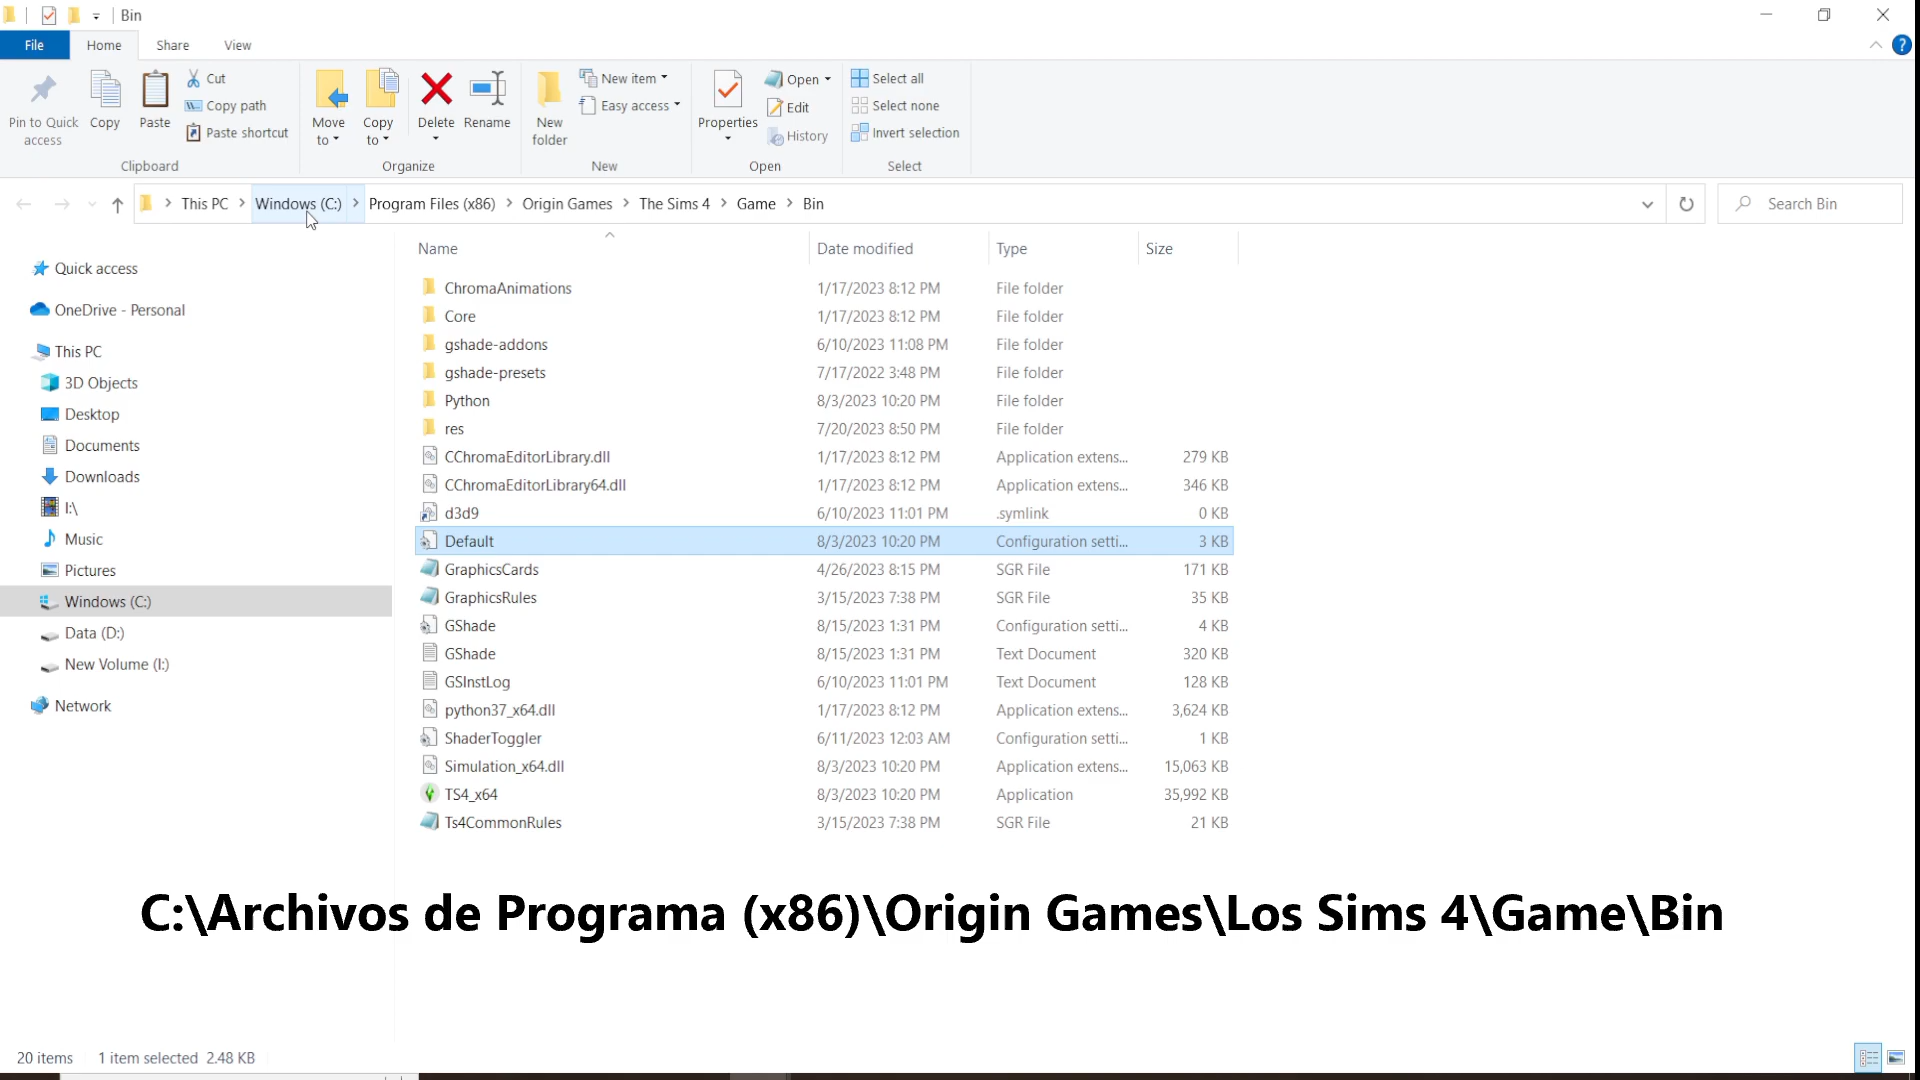 Bin
File Home Share View
Pin to Quick access
Copy
Paste
Cut
Copy path
Paste shortcut
Clipboard
Move to
Copy to
Delete
Rename
Organize
New folder
New item
Easy access
New
Properties
Open
Edit
History
Open
Select all
Select none
Invert selection
Select
This PC > Windows (C:) > Program Files (x86) > Origin Games > The Sims 4 > Game > Bin
Search Bin
Quick access
OneDrive - Personal
This PC
3D Objects
Desktop
Documents
Downloads
I:\
Music
Pictures
Windows (C:)
Data (D:)
New Volume (I:)
Network
Name Date modified Type Size
ChromaAnimations 1/17/2023 8:12 PM File folder
Core 1/17/2023 8:12 PM File folder
gshade-addons 6/10/2023 11:08 PM File folder
gshade-presets 7/17/2022 3:48 PM File folder
Python 8/3/2023 10:20 PM File folder
res 7/20/2023 8:50 PM File folder
CChromaEditorLibrary.dll 1/17/2023 8:12 PM Application extens... 279 KB
CChromaEditorLibrary64.dll 1/17/2023 8:12 PM Application extens... 346 KB
d3d9 6/10/2023 11:01 PM .symlink 0 KB
Default 8/3/2023 10:20 PM Configuration setti... 3 KB
GraphicsCards 4/26/2023 8:15 PM SGR File 171 KB
GraphicsRules 3/15/2023 7:38 PM SGR File 35 KB
GShade 8/15/2023 1:31 PM Configuration setti... 4 KB
GShade 8/15/2023 1:31 PM Text Document 320 KB
GSInstLog 6/10/2023 11:01 PM Text Document 128 KB
python37_x64.dll 1/17/2023 8:12 PM Application extens... 3,624 KB
ShaderToggler 6/11/2023 12:03 AM Configuration setti... 1 KB
Simulation_x64.dll 8/3/2023 10:20 PM Application extens... 15,063 KB
TS4_x64 8/3/2023 10:20 PM Application 35,992 KB
Ts4CommonRules 3/15/2023 7:38 PM SGR File 21 KB
C:\Archivos de Programa (x86)\Origin Games\Los Sims 4\Game\Bin
20 items 1 item selected 2.48 KB